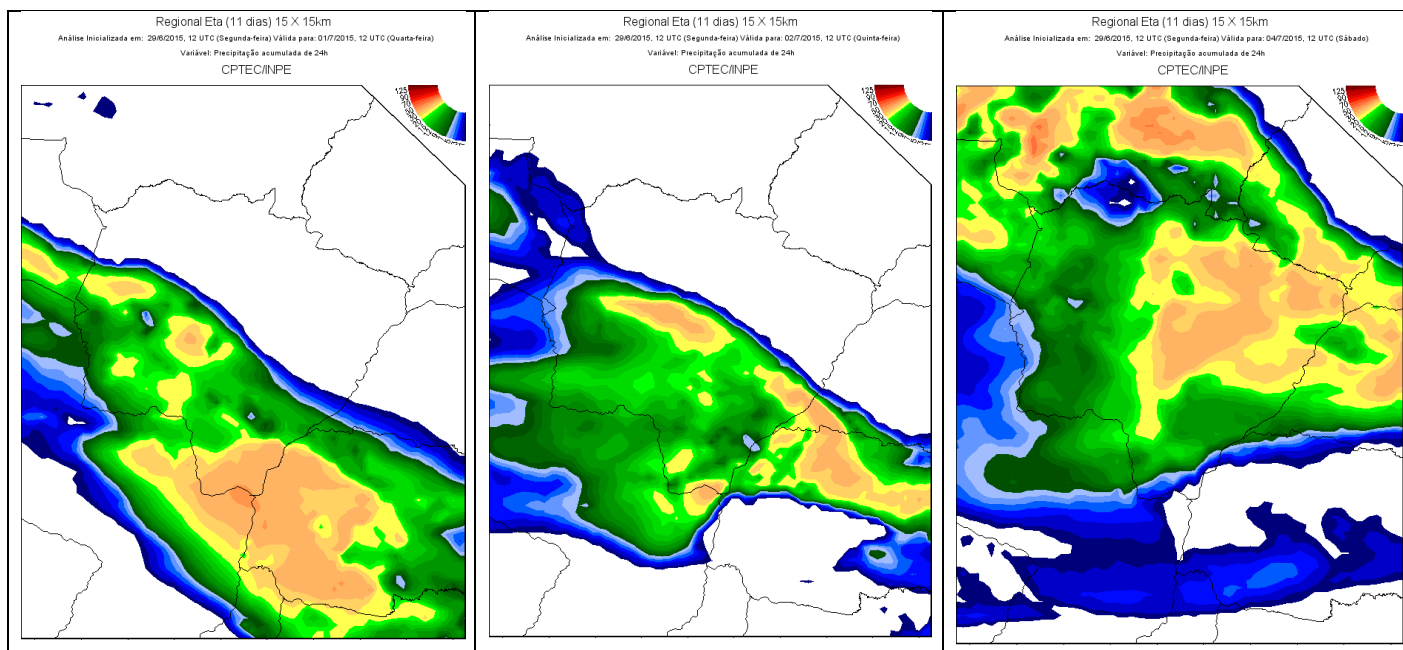 Regional Eta (11 dias) 15 X 15km
Análise Inicializada em: 29/6/2015, 12 UTC (Segunda-feira) Válida para: 01/7/2015, 12 UTC (Quarta-feira)
Variável: Precipitação acumulada de 24h
CPTEC/INPE
125
Regional Eta (11 dias) 15 X 15km
Análise Inicializada em: 29/6/2015, 12 UTC (Segunda-feira) Válida para: 02/7/2015, 12 UTC (Quinta-feira)
Variável: Precipitação acumulada de 24h
CPTEC/INPE
125
Regional Eta (11 dias) 15 X 15km
Análise Inicializada em: 29/6/2015, 12 UTC (Segunda-feira) Válida para: 04/7/2015, 12 UTC (Sábado)
Variável: Precipitação acumulada de 24h
CPTEC/INPE
125